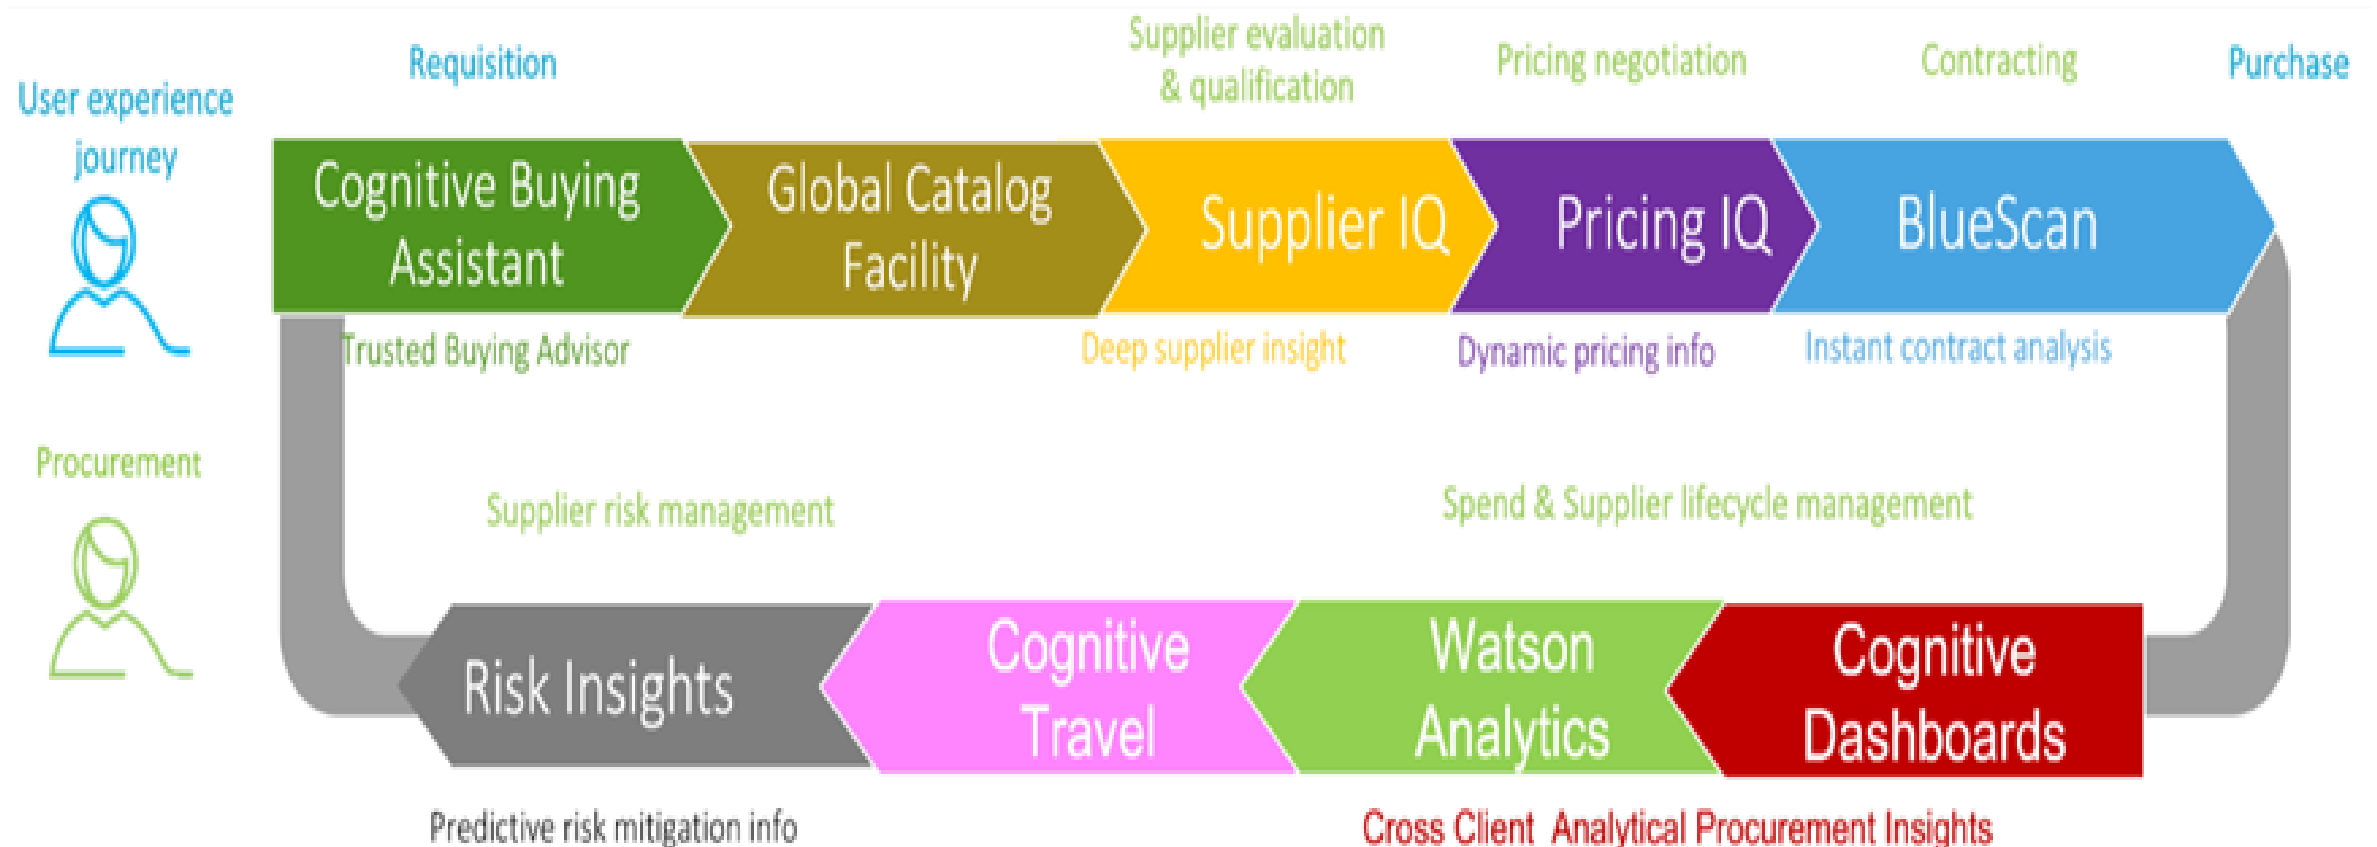 Requisition
Supplier evaluation
& qualification
Pricing negotiation
Contracting
Purchase
User experience
journey
Cognitive Buying
Assistant
Global Catalog
Facility
Supplier IQ
Pricing IQ
BlueScan
Trusted Buying Advisor
Deep supplier insight
Dynamic pricing info
Instant contract analysis
Procurement
Supplier risk management
Spend & Supplier lifecycle management
Risk Insights
Cognitive
Travel
Watson
Analytics
Cognitive
Dashboards
Predictive risk mitigation info
Cross Client Analytical Procurement Insights